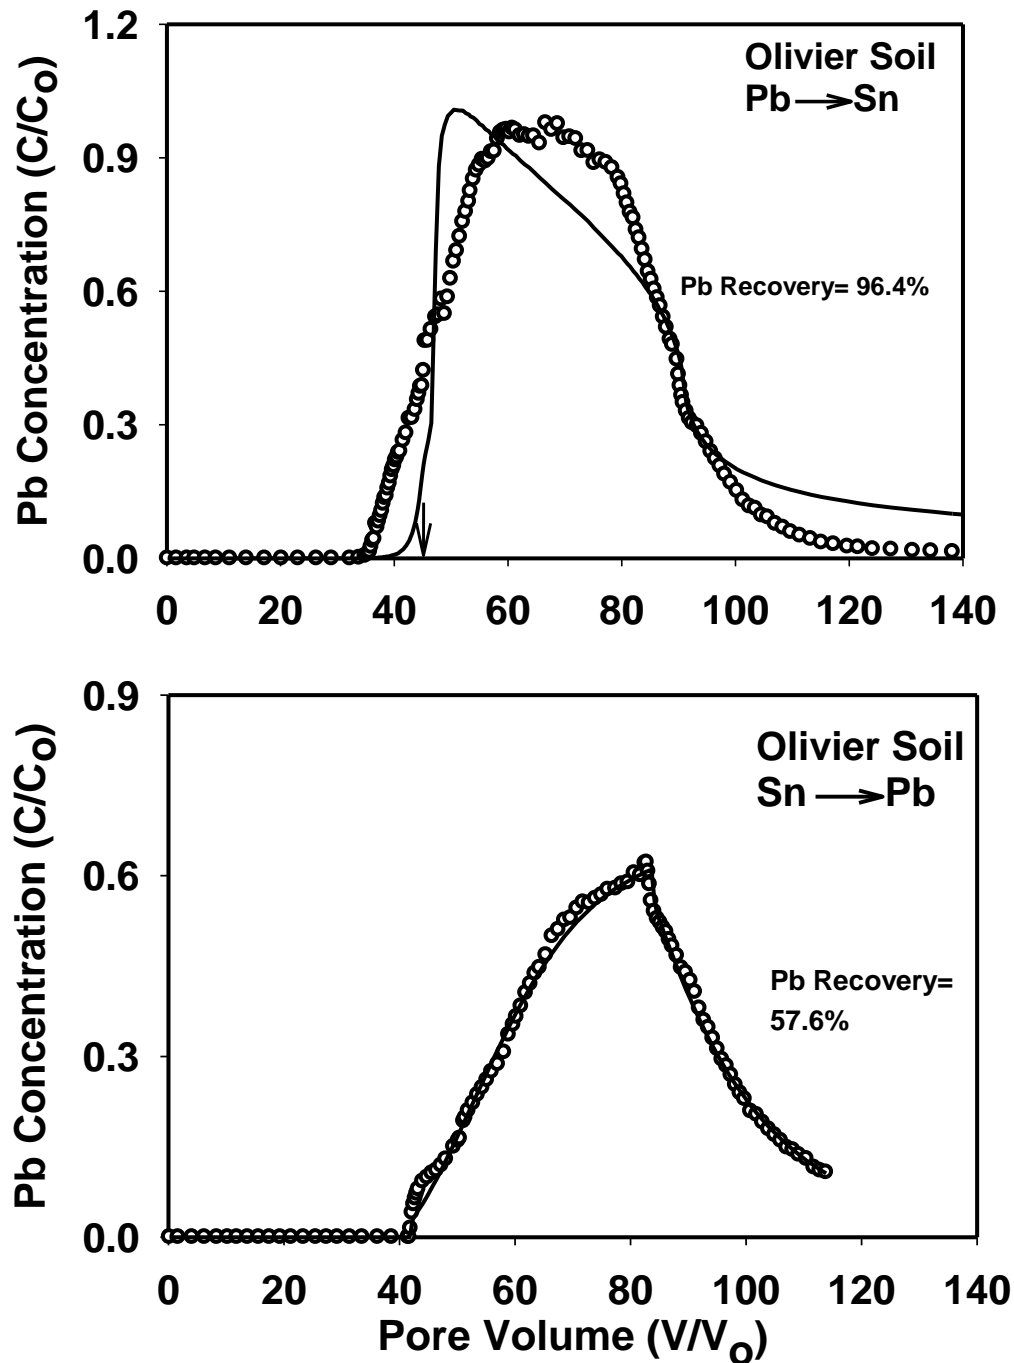 1.2
0.9
0.6
0.3
0.0
Pb Concentration (C/Co)
Olivier Soil
Pb → Sn
Pb Recovery= 96.4%
0 20 40 60 80 100 120 140
0.9
0.6
0.3
0.0
Pb Concentration (C/Co)
Olivier Soil
Sn → Pb
Pb Recovery=
57.6%
0 20 40 60 80 100 120 140
Pore Volume (V/Vo)